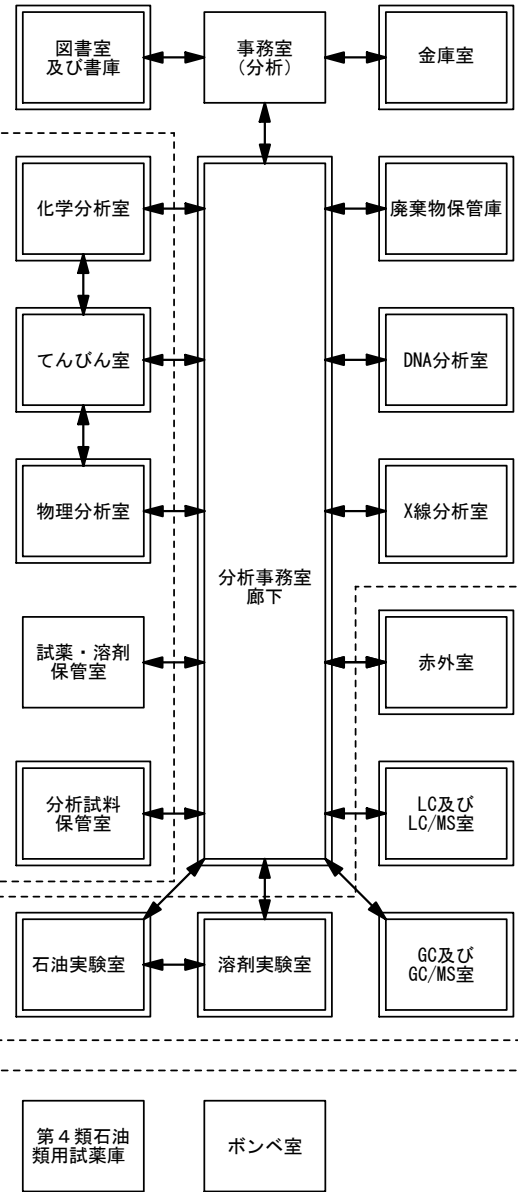 図書室
及び書庫
事務室
(分析)
金庫室
化学分析室
廃棄物保管庫
てんびん室
DNA分析室
物理分析室
X線分析室
分析事務室
廊下
試薬・溶剤
保管室
赤外室
分析試料
保管室
LC及び
LC/MS室
石油実験室
溶剤実験室
GC及び
GC/MS室
第4類石油
類用試薬庫
ボンベ室